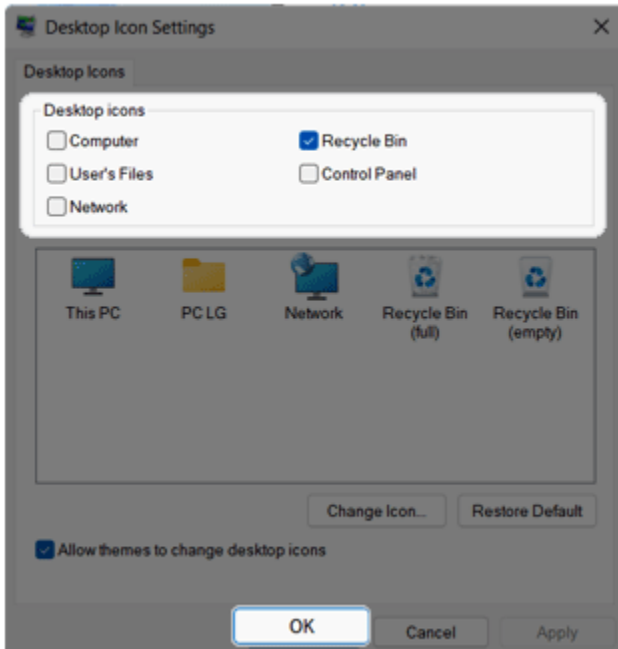 Desktop Icon Settings
Desktop Icons
Desktop icons
Computer
Recycle Bin
User's Files
Control Panel
Network
This PC
PC LG
Network
Recycle Bin
(full)
Recycle Bin
(empty)
Change Icon...
Restore Default
Allow themes to change desktop icons
OK
Cancel
Apply